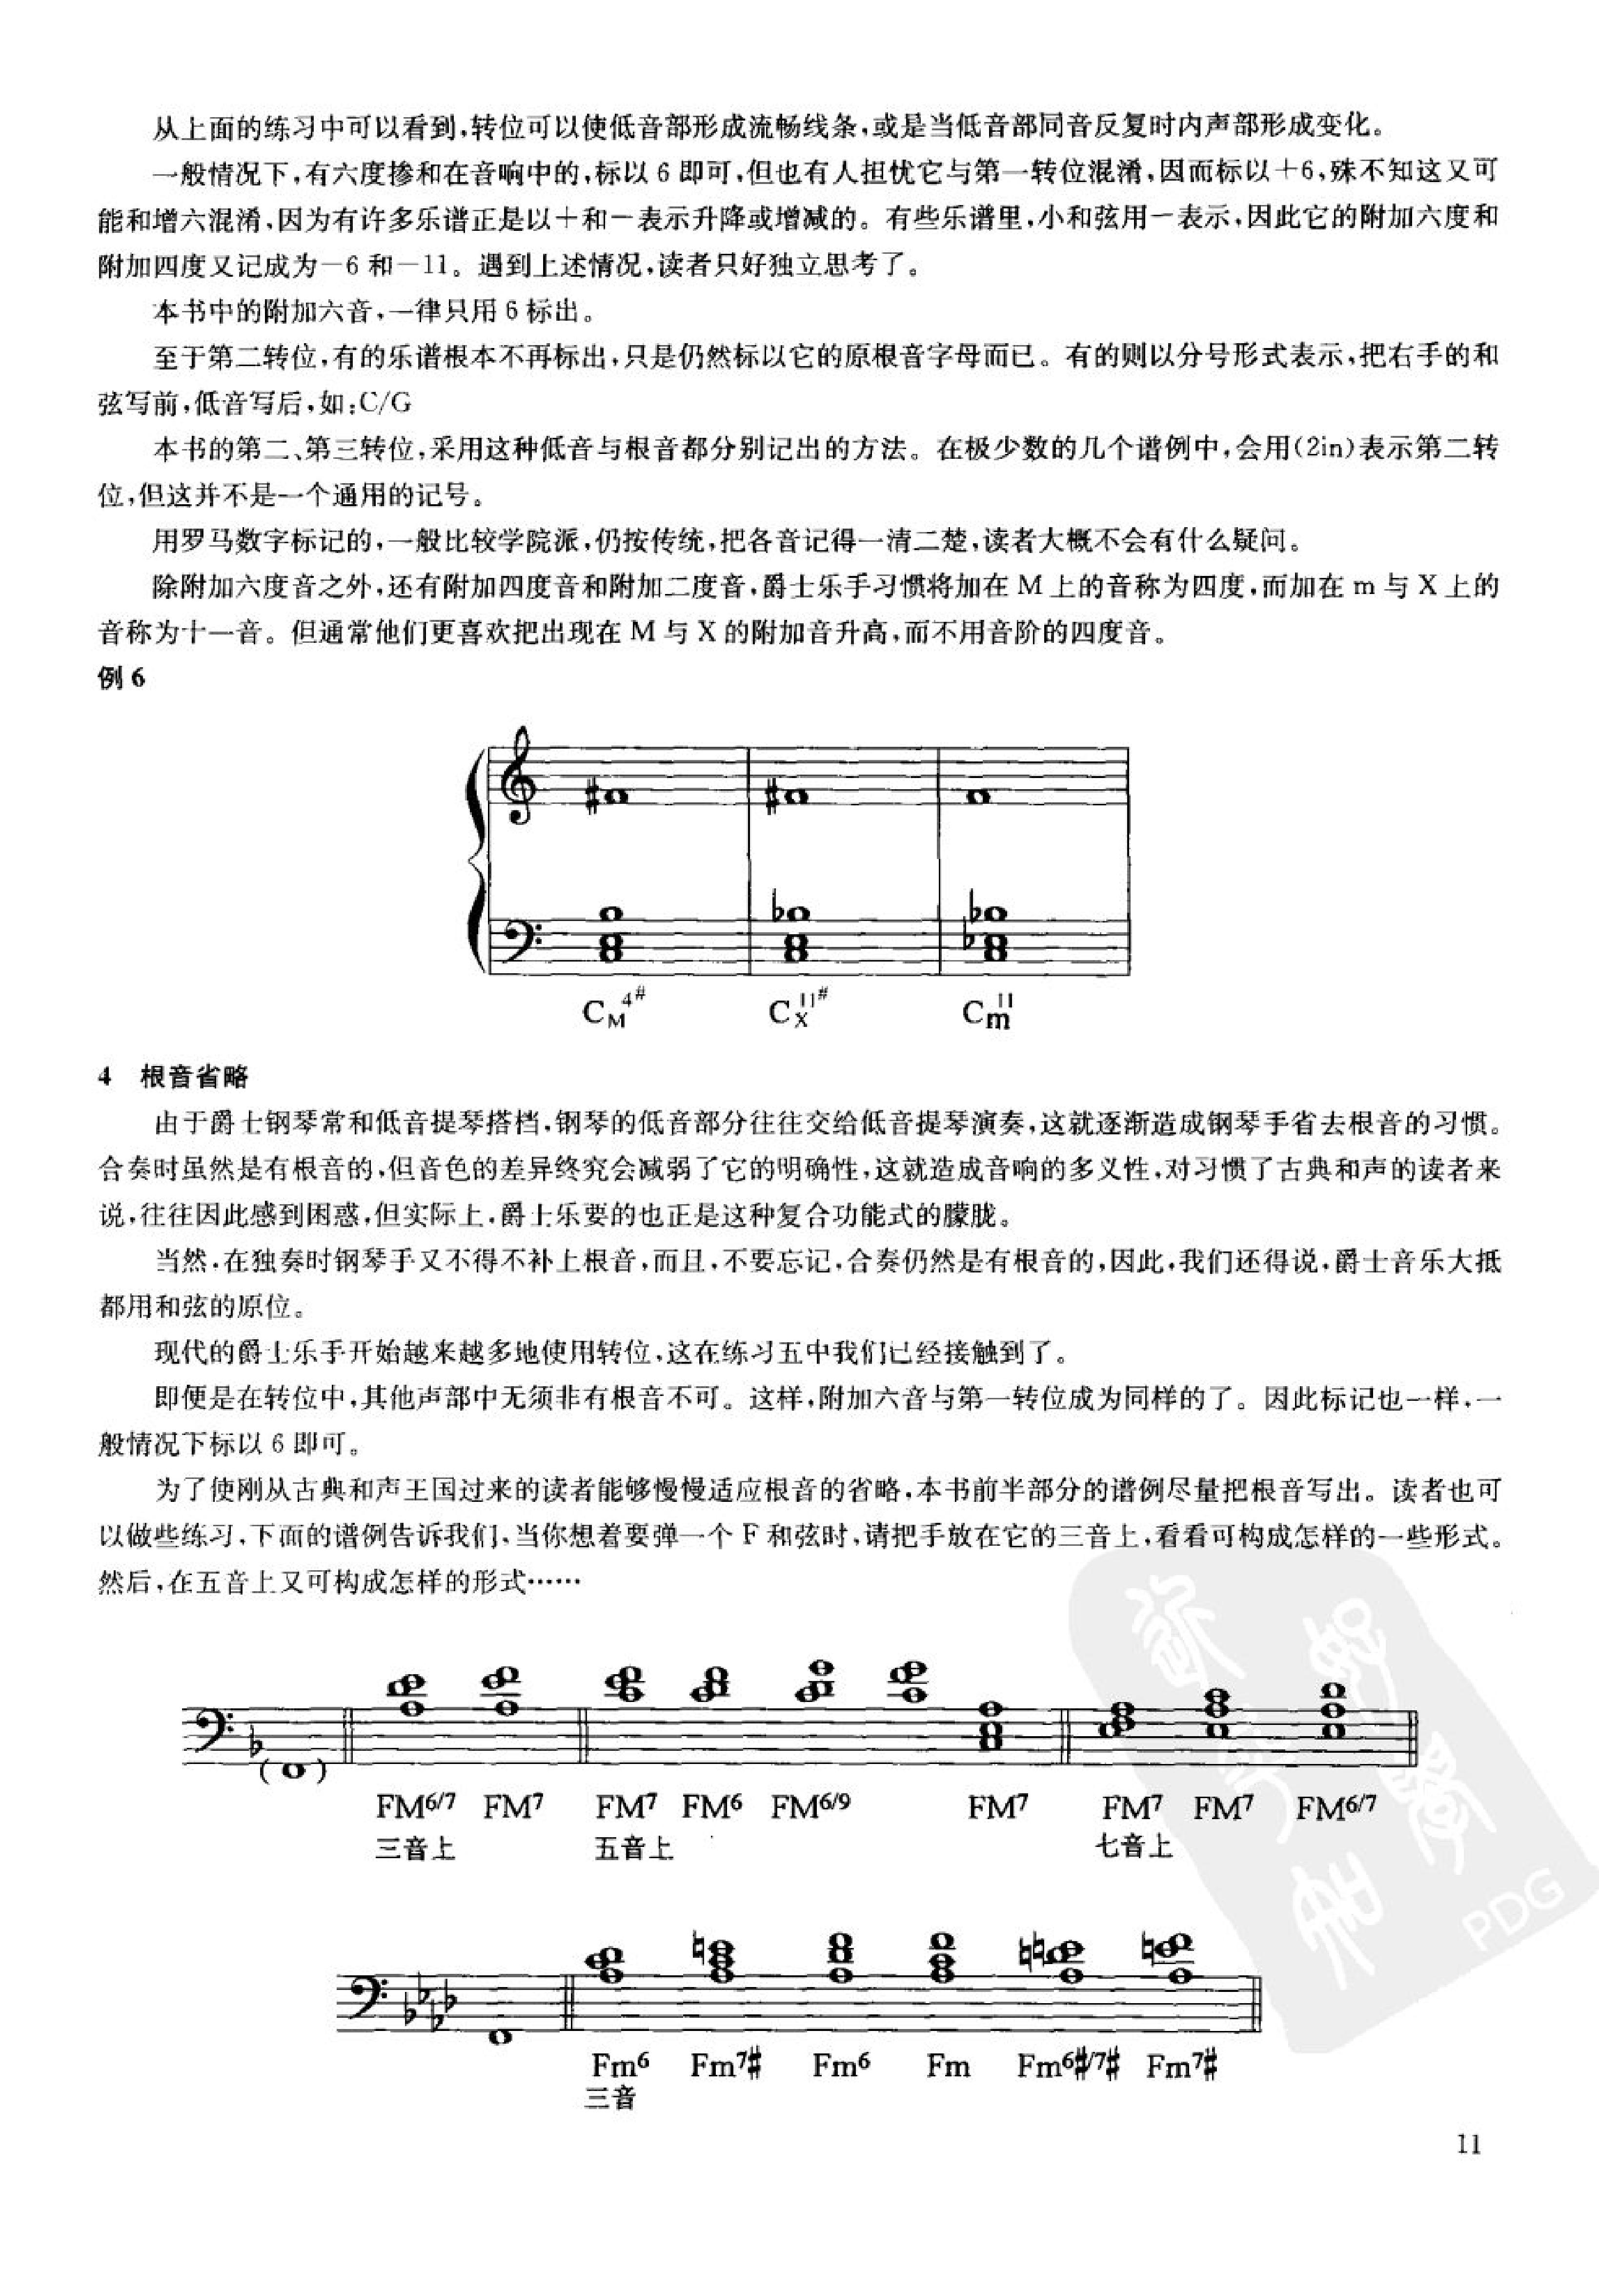 从上面的练习中可以看到,转位可以使低音部形成流畅线条,或是当低音部同音反复时内声部形成变化。
一般情况下,有六度掺和在音响中的,标以 6 即可,但也有人担忧它与第一转位混淆,因而标以+6,殊不知这又可
能和增六混淆,因为有许多乐谱正是以十和一表示升降或增减的。有些乐谱里,小和弦用一表示,因此它的附加六度和
附加四度又记成为-6 和-11。遇到上述情况,读者只好独立思考了。
本书中的附加六音,一律只用 6 标出。
至于第二转位,有的乐谱根本不再标出,只是仍然标以它的原根音字母而已。有的则以分号形式表示,把右手的和
弦写前,低音写后,如:C/G
本书的第二、第三转位,采用这种低音与根音都分别记出的方法。在极少数的几个谱例中,会用(2in)表示第二转
位,但这并不是一个通用的记号。
用罗马数字标记的,一般比较学院派,仍按传统,把各音记得一清二楚,读者大概不会有什么疑问。
除附加六度音之外,还有附加四度音和附加二度音,爵士乐手习惯将加在 M 上的音称为四度,而加在 m 与 X 上的
音称为十一音。但通常他们更喜欢把出现在 M 与 X 的附加音升高,而不用音阶的四度音。
例 6
CM4# CX11# Cm11
4 根音省略
由于爵士钢琴常和低音提琴搭档,钢琴的低音部分往往交给低音提琴演奏,这就逐渐造成钢琴手省去根音的习惯。
合奏时虽然是有根音的,但音色的差异终究会减弱了它的明确性,这就造成音响的多义性,对习惯了古典和声的读者来
说,往往因此感到困惑,但实际上,爵士乐要的也正是这种复合功能式的朦胧。
当然,在独奏时钢琴手又不得不补上根音,而且,不要忘记,合奏仍然是有根音的,因此,我们还得说,爵士音乐大抵
都用和弦的原位。
现代的爵士乐手开始越来越多地使用转位,这在练习五中我们已经接触到了。
即便是在转位中,其他声部中无须非有根音不可。这样,附加六音与第一转位成为同样的了。因此标记也一样,一
般情况下标以 6 即可。
为了使刚从古典和声王国过来的读者能够慢慢适应根音的省略,本书前半部分的谱例尽量把根音写出。读者也可
以做些练习,下面的谱例告诉我们,当你想着要弹一个 F 和弦时,请把手放在它的三音上,看看可构成怎样的一些形式。
然后,在五音上又可构成怎样的形式……
FM6/7 FM7 FM7 FM6 FM6/9 FM7 FM7 FM7 FM6/7
三音上 五音上 七音上
Fm6 Fm7# Fm6 Fm Fm6#/7# Fm7#
三音
PDG
11